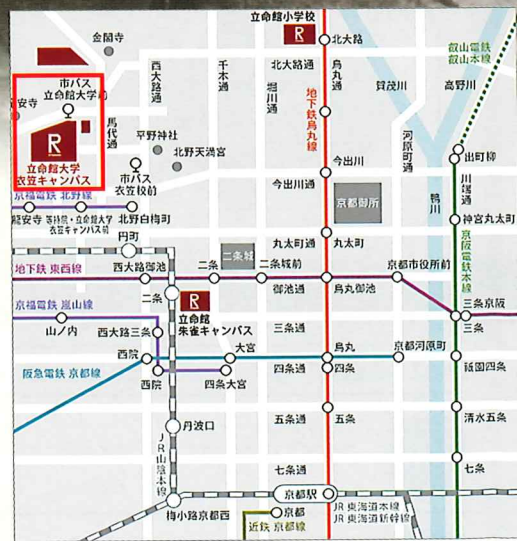 立命館小学校
R
金閣寺
北大路
北大路通
市バス
立命館大学前
龍安寺
R
立命館大学
衣笠キャンパス
馬代通
西大路通
千本通
堀川通
烏丸通
地下鉄烏丸線
賀茂川
高野川
叡山電鉄
叡山本線
平野神社
北野天満宮
市バス
衣笠校前
今出川
今出川通
河原町通
鴨川
出町柳
川端通
京都御所
神宮丸太町
京阪電鉄本線
京福電鉄 北野線
龍安寺
等持院・立命館大学
衣笠キャンパス前
北野白梅町
円町
丸太町通
丸太町
二条城
京都市役所前
地下鉄 東西線
西大路御池
二条
二条城前
御池通
烏丸御池
二条
R
立命館
朱雀キャンパス
三条京阪
三条
三条通
京福電鉄 嵐山線
山ノ内
西大路三条
西院
大宮
烏丸
京都河原町
祇園四条
阪急電鉄 京都線
西院
四条大宮
四条通
四条
五条通
五条
清水五条
丹波口
JR山陰本線
七条通
七条
京都駅
梅小路京都西
京都
近鉄 京都線
JR 東海道本線
JR 東海道新幹線